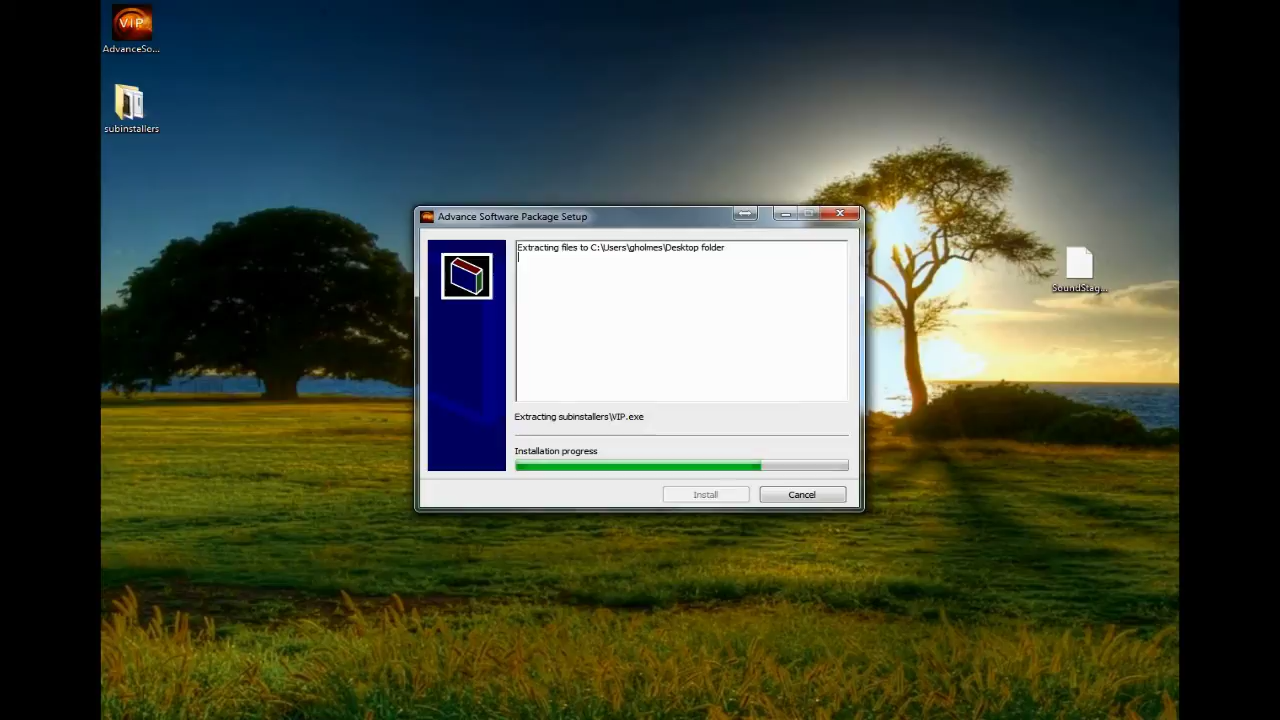 VIP
AdvanceSo...
subinstallers
Advance Software Package Setup
Extracting files to C:\Users\gholmes\Desktop folder
SoundStag...
Extracting subinstallers\VIP.exe
Installation progress
Install
Cancel